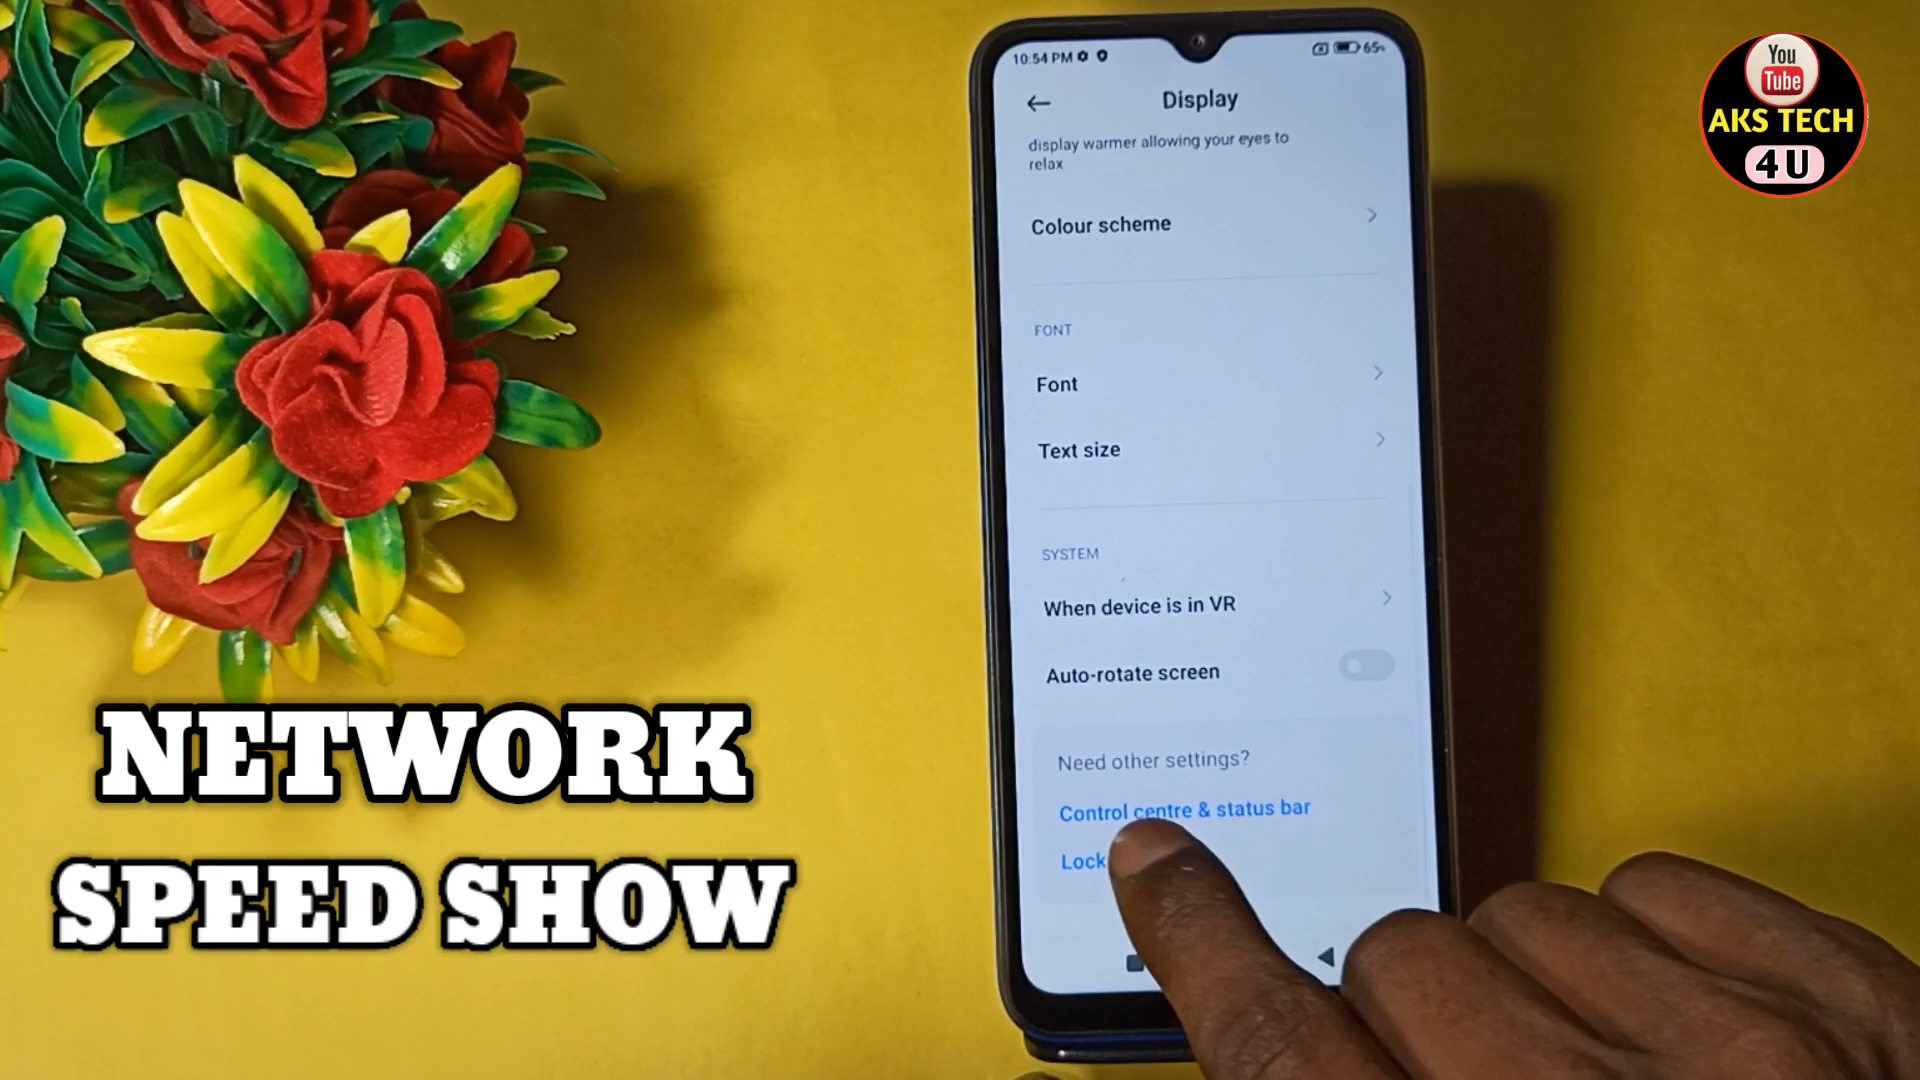 10:54 PM
65%
Display
display warmer allowing your eyes to
relax
Colour scheme
FONT
Font
Text size
SYSTEM
When device is in VR
Auto-rotate screen
Need other settings?
Control centre & status bar
Lock
You
Tube
AKS TECH
4U
NETWORK
SPEED SHOW